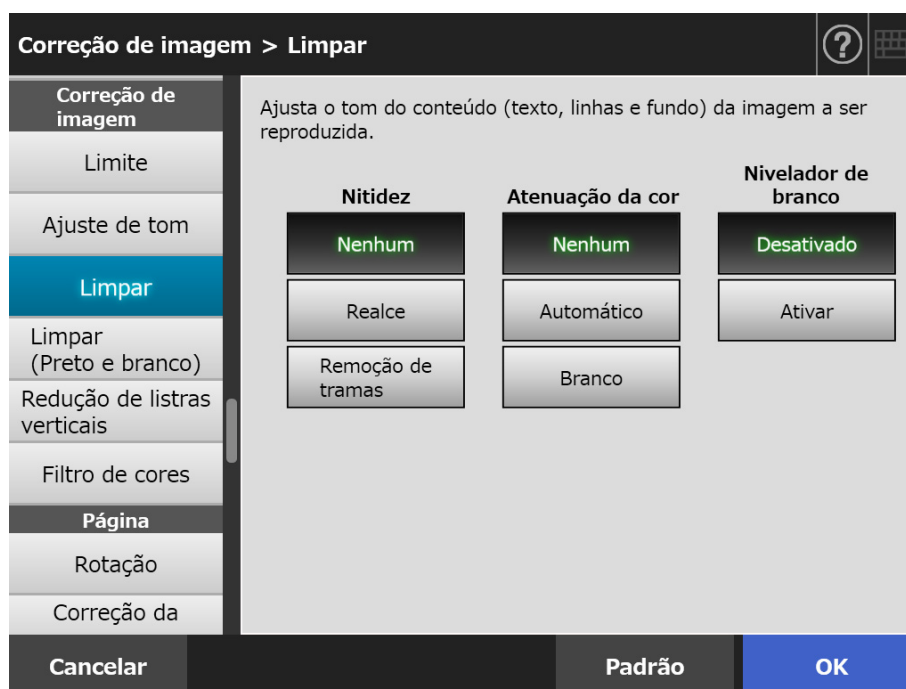 Correção de imagem > Limpar
?
Correção de
imagem
Limite
Ajuste de tom
Limpar
Limpar
(Preto e branco)
Redução de listras
verticais
Filtro de cores
Página
Rotação
Correção da
Ajusta o tom do conteúdo (texto, linhas e fundo) da imagem a ser
reproduzida.
Nitidez
Nenhum
Realce
Remoção de
tramas
Atenuação da cor
Nenhum
Automático
Branco
Nivelador de
branco
Desativado
Ativar
Cancelar
Padrão
OK